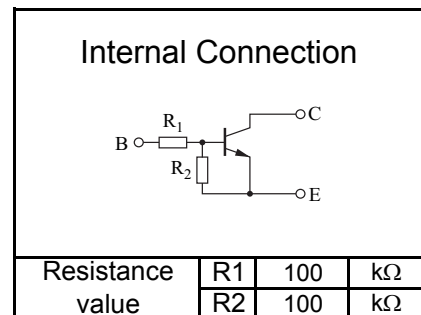 Internal Connection
C
R1
B
R2
E
Resistance value R1 100 kΩ
R2 100 kΩ